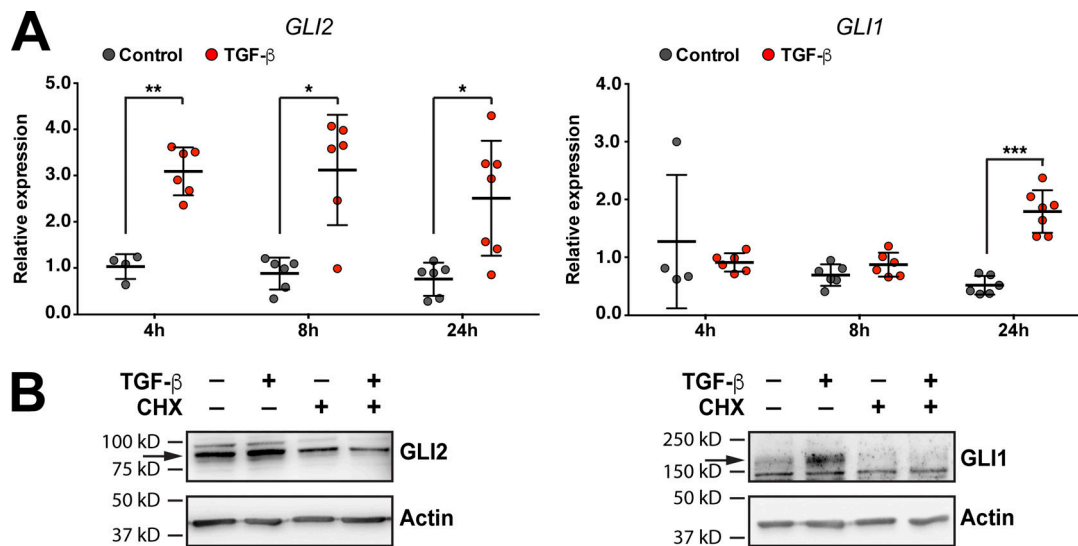 A
GLI2
Control TGF-β
Relative expression
5.0
4.0
3.0
2.0
1.0
0.0
** * *
4h 8h 24h
GLI1
Control TGF-β
Relative expression
4.0
3.0
2.0
1.0
0.0
***
4h 8h 24h
B
TGF-β – + – +
CHX – – + +
100 kD
75 kD
GLI2
50 kD
37 kD
Actin
TGF-β – + – +
CHX – – + +
250 kD
150 kD
GLI1
50 kD
37 kD
Actin